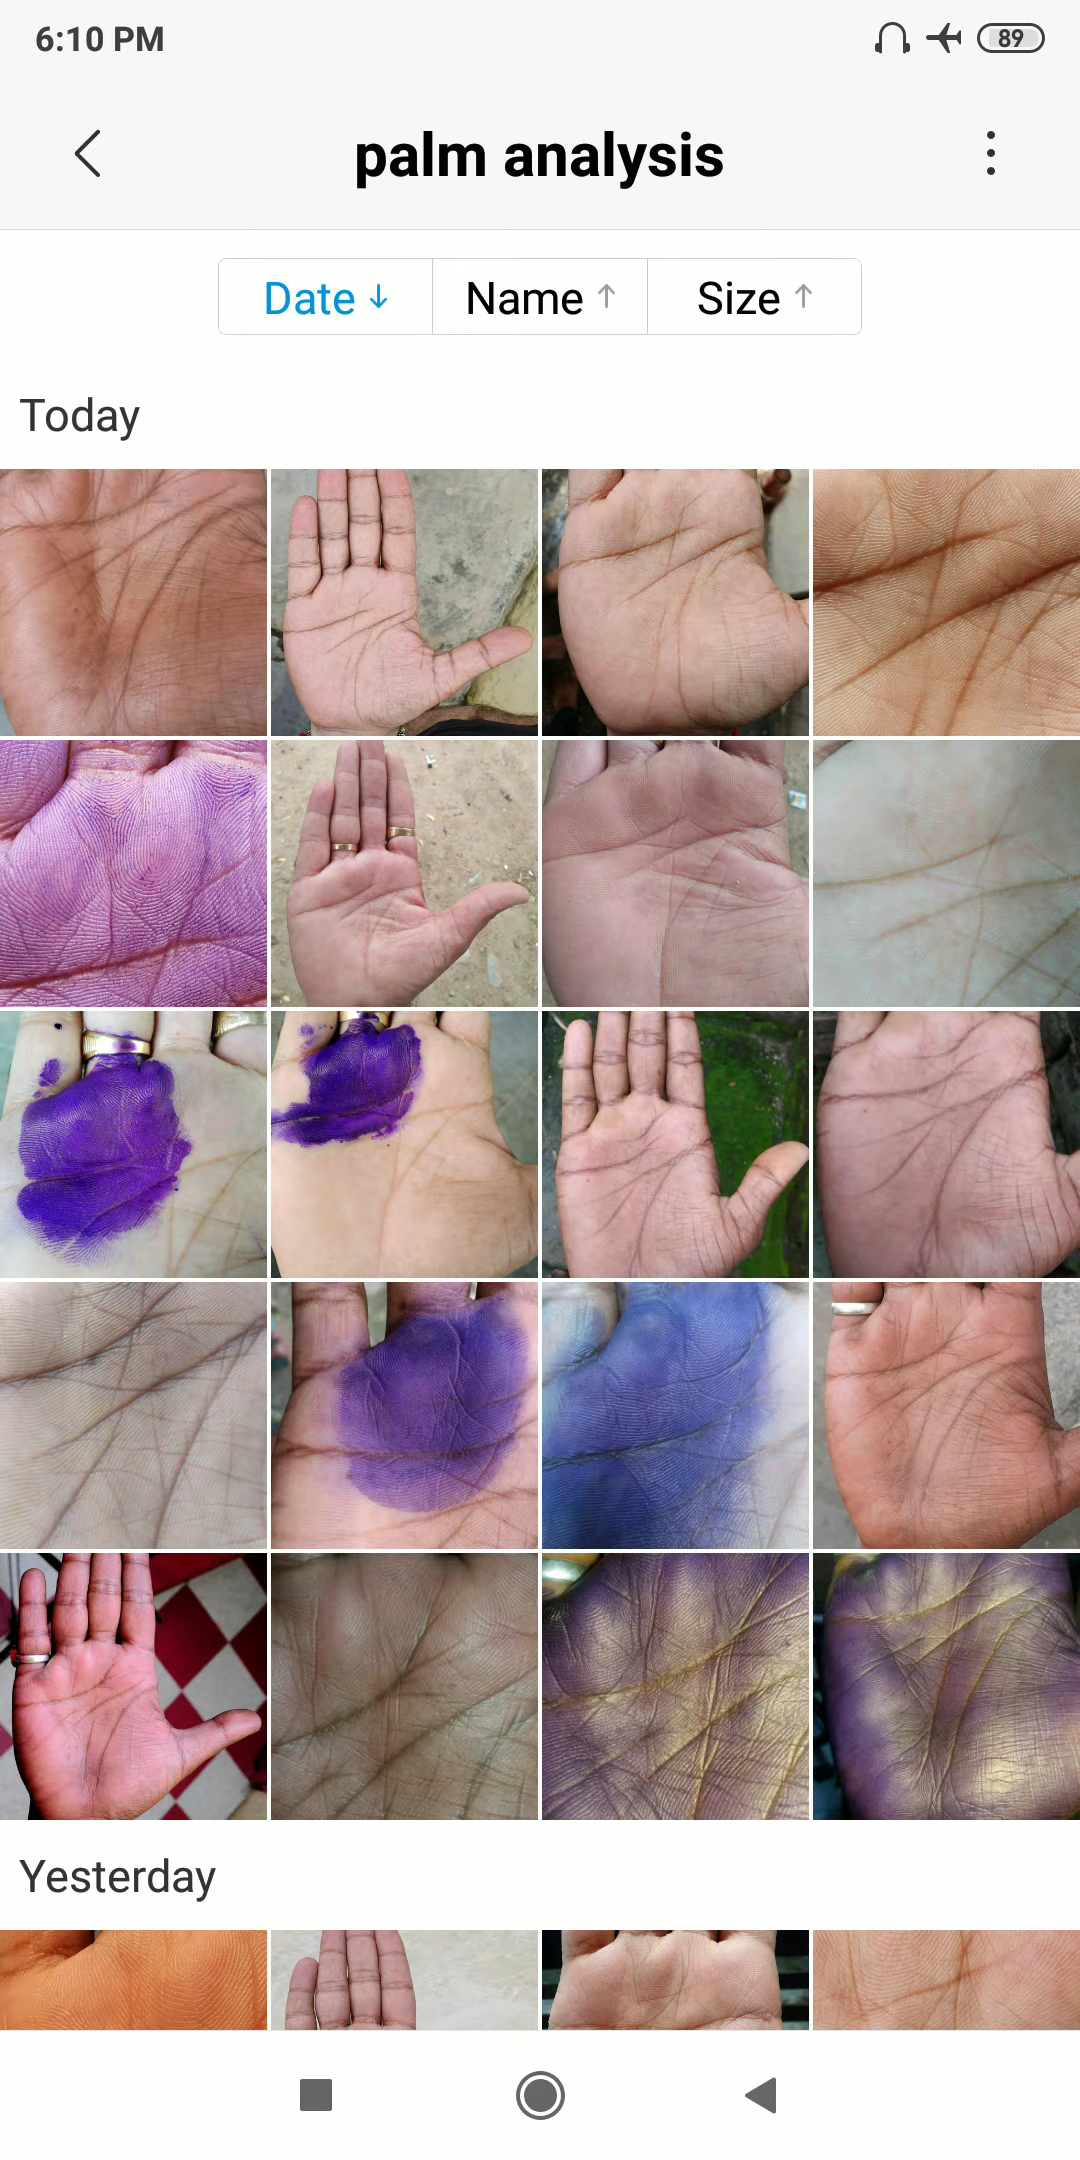 6:10 PM 89
palm analysis
Date ↓ Name ↑ Size ↑
Today
Yesterday